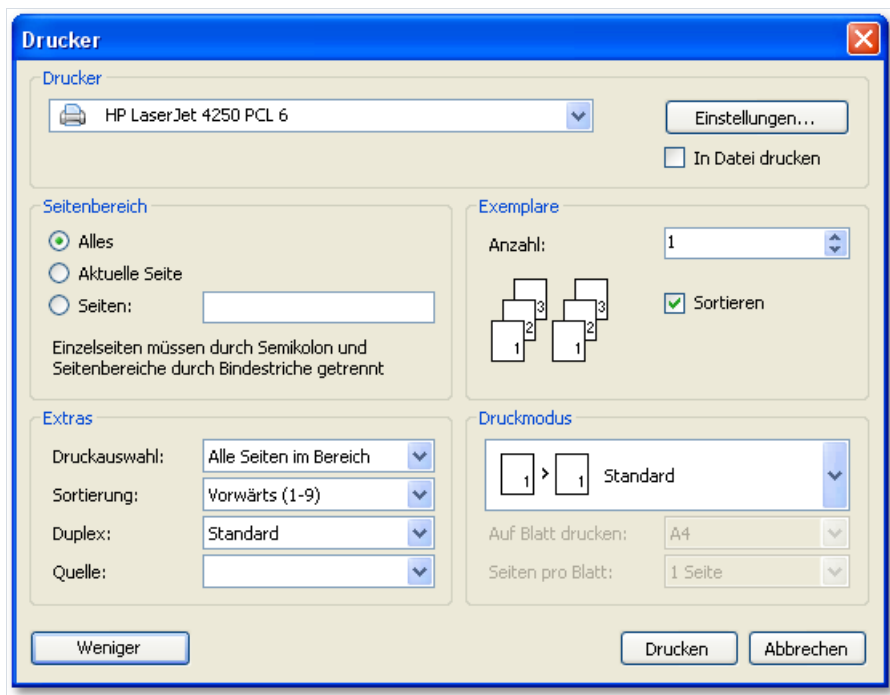 Drucker
Drucker
HP LaserJet 4250 PCL 6
Einstellungen...
In Datei drucken
Seitenbereich
Alles
Aktuelle Seite
Seiten:
Einzelseiten müssen durch Semikolon und
Seitenbereiche durch Bindestriche getrennt
Exemplare
Anzahl: 1
1 2 3 1 2 3
Sortieren
Extras
Druckauswahl: Alle Seiten im Bereich
Sortierung: Vorwärts (1-9)
Duplex: Standard
Quelle:
Druckmodus
1 > 1 Standard
Auf Blatt drucken: A4
Seiten pro Blatt: 1 Seite
Weniger
Drucken
Abbrechen